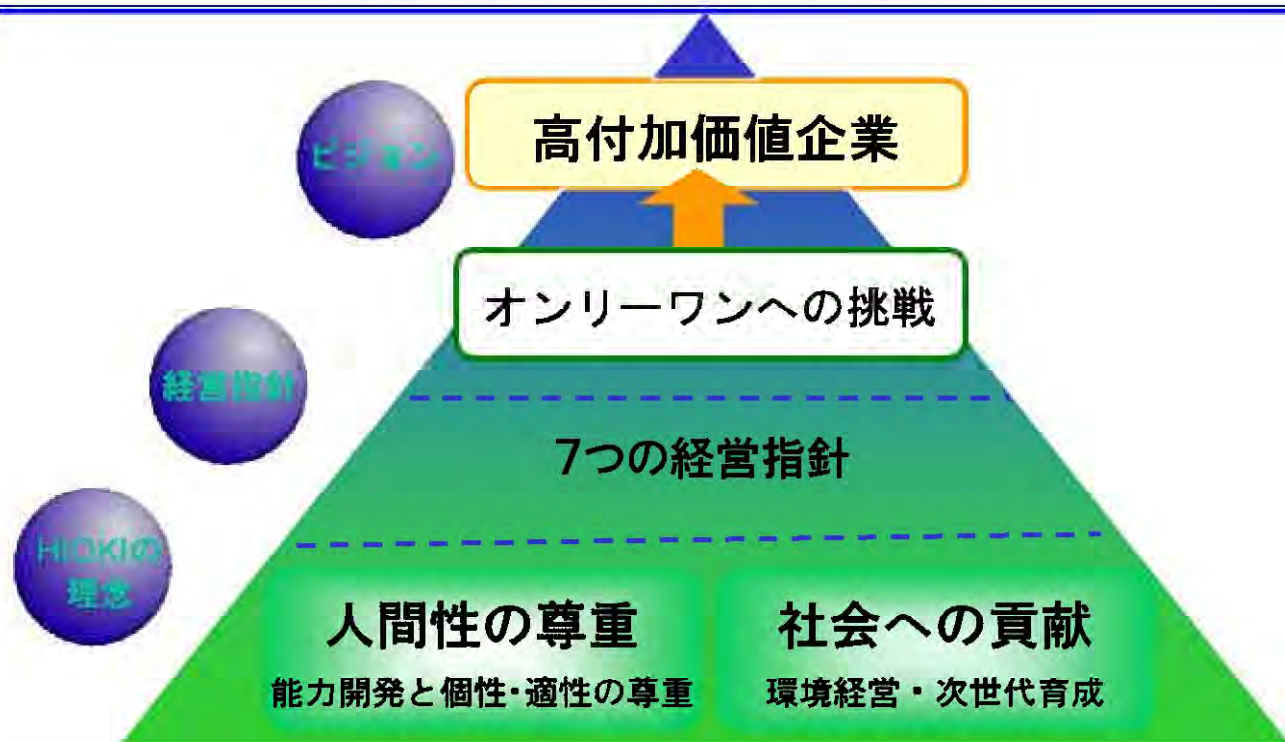 ビジョン
高付加価値企業
オンリーワンへの挑戦
経営指針
7つの経営指針
HIOKIの
理念
人間性の尊重
能力開発と個性・適性の尊重
社会への貢献
環境経営・次世代育成